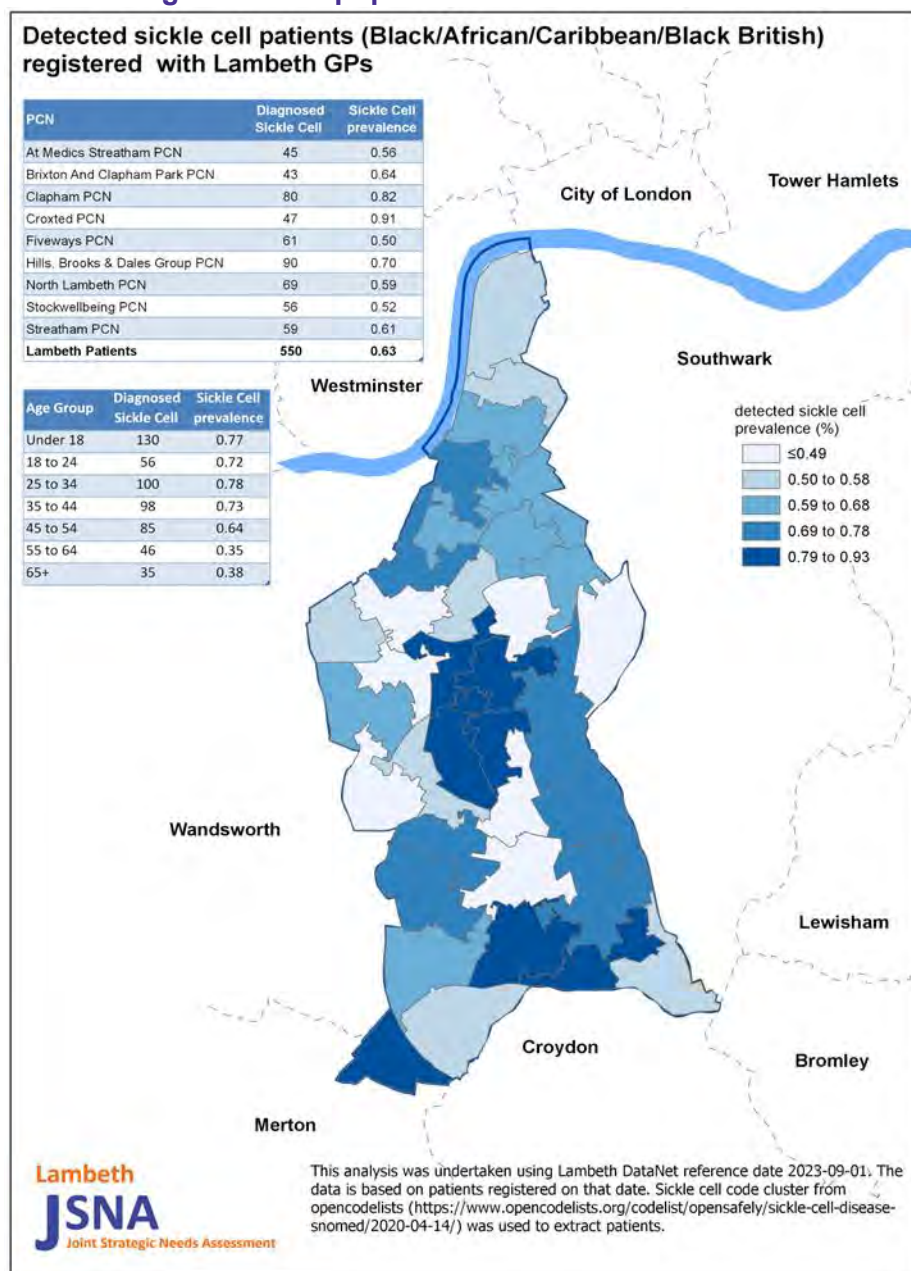 Detected sickle cell patients (Black/African/Caribbean/Black British)
registered with Lambeth GPs
PCN Diagnosed Sickle Cell Sickle Cell prevalence
At Medics Streatham PCN 45 0.56
Brixton And Clapham Park PCN 43 0.64
Clapham PCN 80 0.82
Croxted PCN 47 0.91
Fiveways PCN 61 0.50
Hills, Brooks & Dales Group PCN 90 0.70
North Lambeth PCN 69 0.59
Stockwellbeing PCN 56 0.52
Streatham PCN 59 0.61
Lambeth Patients 550 0.63
Age Group Diagnosed Sickle Cell Sickle Cell prevalence
Under 18 130 0.77
18 to 24 56 0.72
25 to 34 100 0.78
35 to 44 98 0.73
45 to 54 85 0.64
55 to 64 46 0.35
65+ 35 0.38
City of London
Tower Hamlets
Westminster
Southwark
detected sickle cell
prevalence (%)
≤0.49
0.50 to 0.58
0.59 to 0.68
0.69 to 0.78
0.79 to 0.93
Wandsworth
Lewisham
Croydon
Bromley
Merton
Lambeth
JSNA
Joint Strategic Needs Assessment
This analysis was undertaken using Lambeth DataNet reference date 2023-09-01. The
data is based on patients registered on that date. Sickle cell code cluster from
opencodelists (https://www.opencodelists.org/codelist/opensafely/sickle-cell-disease-
snomed/2020-04-14/) was used to extract patients.